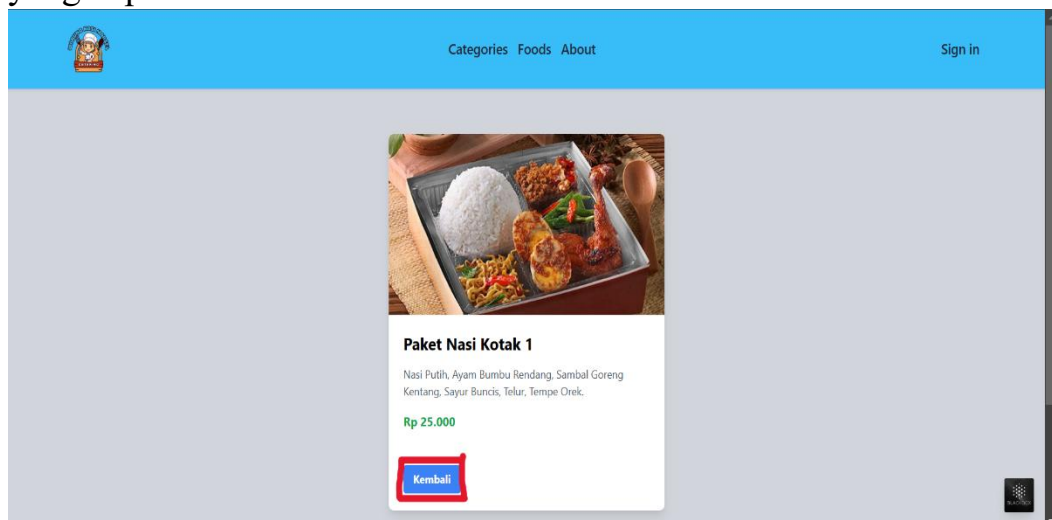 Categories Foods About
Sign in
Paket Nasi Kotak 1
Nasi Putih, Ayam Bumbu Rendang, Sambal Goreng
Kentang, Sayur Buncis, Telur, Tempe Orek.
Rp 25.000
Kembali